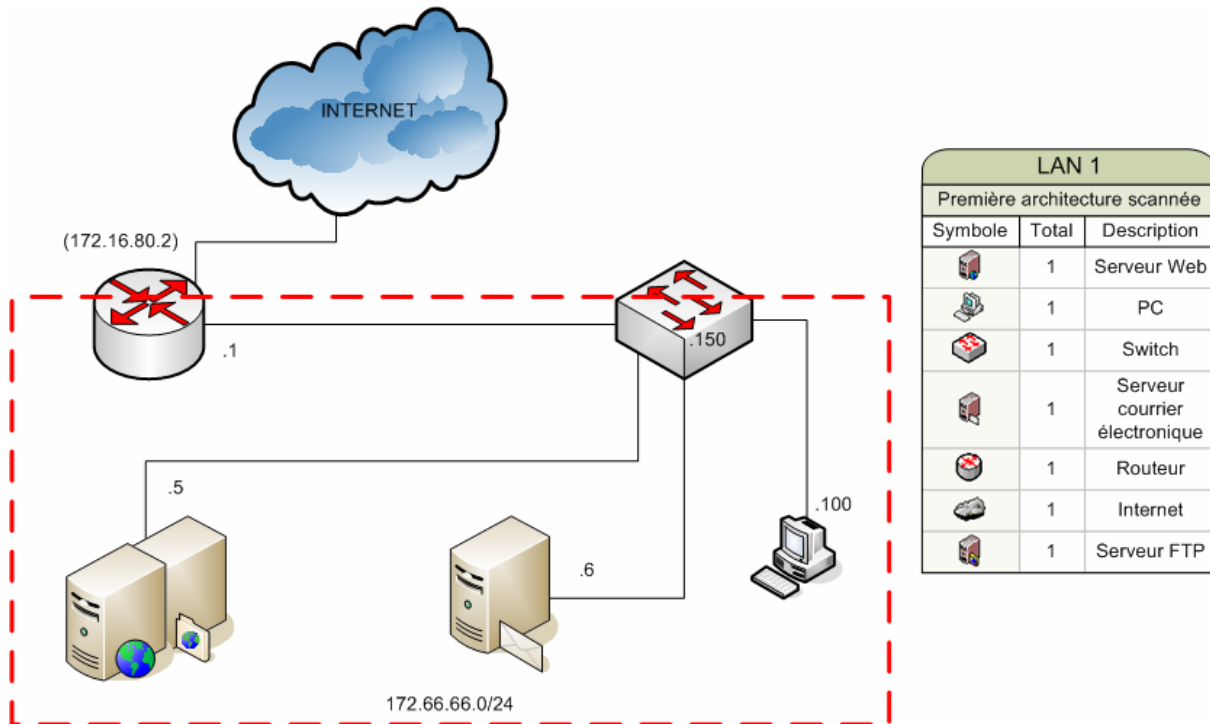 INTERNET
(172.16.80.2)
.1
.150
.5
.6
.100
172.66.66.0/24
LAN 1
Première architecture scannée
Symbole Total Description
1 Serveur Web
1 PC
1 Switch
1 Serveur
courrier
électronique
1 Routeur
1 Internet
1 Serveur FTP